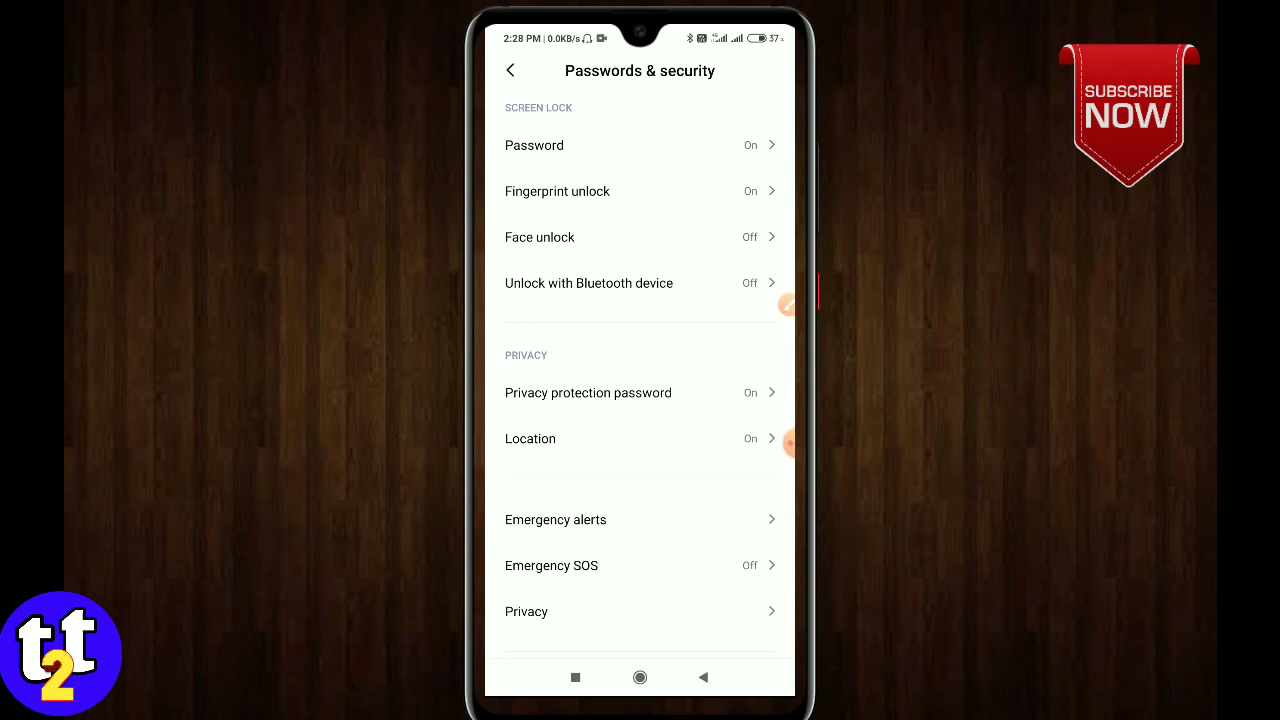 2:28 PM | 0.0KB/s 37
Passwords & security
SUBSCRIBE
NOW
SCREEN LOCK
Password On
Fingerprint unlock On
Face unlock Off
Unlock with Bluetooth device Off
PRIVACY
Privacy protection password On
Location On
Emergency alerts
Emergency SOS Off
Privacy
tt
2